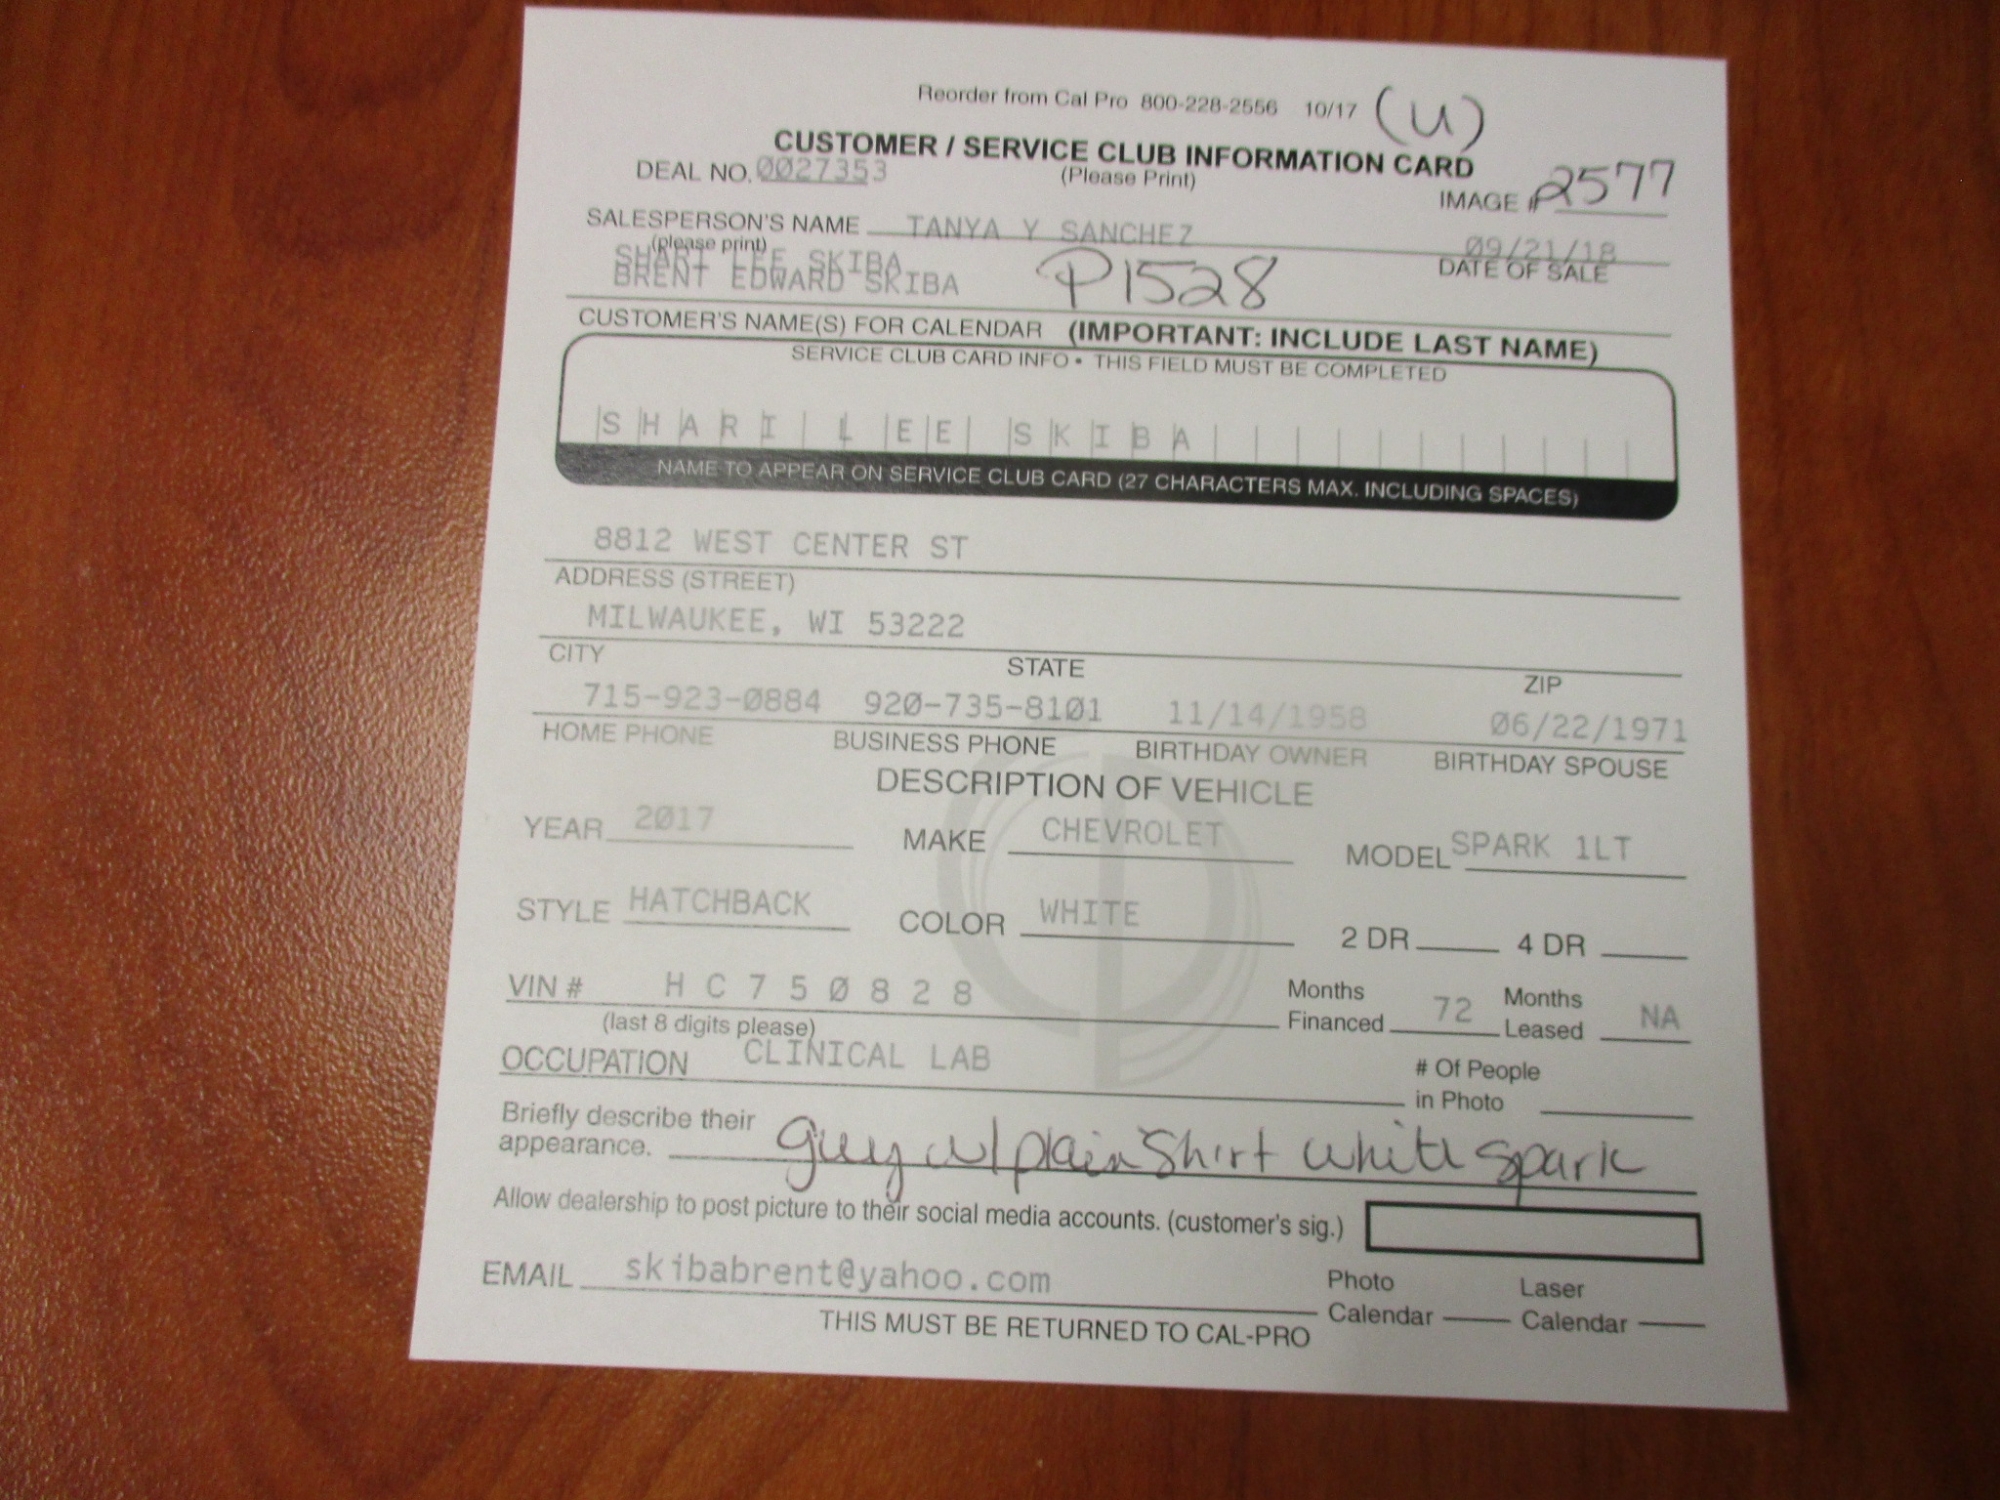 Reorder from Cal Pro 800-228-2556 10/17 (U)
CUSTOMER / SERVICE CLUB INFORMATION CARD
DEAL NO. 0027353 (Please Print)
IMAGE # 2577
SALESPERSON'S NAME TANYA Y SANCHEZ 09/21/18
(please print) DATE OF SALE
SHARI LEE SKIBA
BRENT EDWARD SKIBA P1528
CUSTOMER'S NAME(S) FOR CALENDAR (IMPORTANT: INCLUDE LAST NAME)
SERVICE CLUB CARD INFO • THIS FIELD MUST BE COMPLETED
SHARI LEE SKIBA
NAME TO APPEAR ON SERVICE CLUB CARD (27 CHARACTERS MAX. INCLUDING SPACES)
8812 WEST CENTER ST
ADDRESS (STREET)
MILWAUKEE, WI 53222
CITY STATE ZIP
715-923-0884 920-735-8101 11/14/1958 06/22/1971
HOME PHONE BUSINESS PHONE BIRTHDAY OWNER BIRTHDAY SPOUSE
DESCRIPTION OF VEHICLE
YEAR 2017 MAKE CHEVROLET MODEL SPARK 1LT
STYLE HATCHBACK COLOR WHITE 2 DR 4 DR
VIN # H C 7 5 0 8 2 8 Months Financed 72 Months Leased NA
(last 8 digits please)
OCCUPATION CLINICAL LAB # Of People in Photo
Briefly describe their appearance. guy w/ plain shirt white spark
Allow dealership to post picture to their social media accounts. (customer's sig.)
EMAIL skibabrent@yahoo.com Photo Calendar Laser Calendar
THIS MUST BE RETURNED TO CAL-PRO